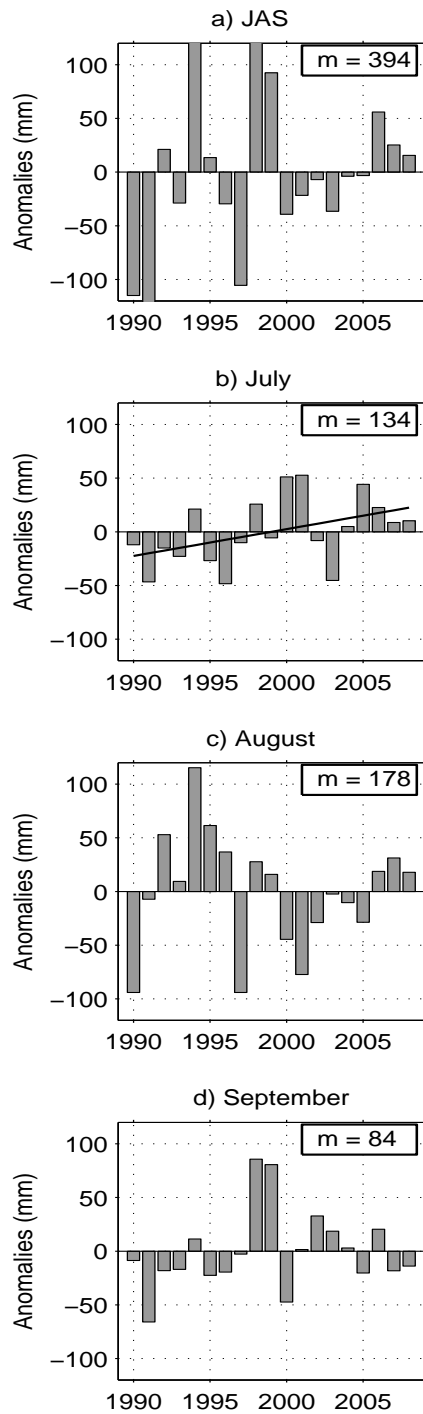 a) JAS
m = 394
Anomalies (mm)
100
50
0
−50
−100
1990 1995 2000 2005
b) July
m = 134
Anomalies (mm)
100
50
0
−50
−100
1990 1995 2000 2005
c) August
m = 178
Anomalies (mm)
100
50
0
−50
−100
1990 1995 2000 2005
d) September
m = 84
Anomalies (mm)
100
50
0
−50
−100
1990 1995 2000 2005